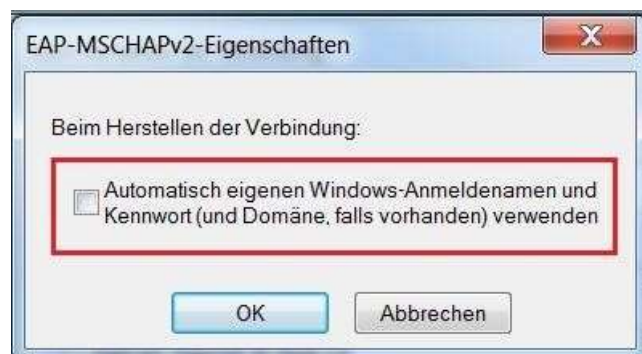 EAP-MSCHAPv2-Eigenschaften
Beim Herstellen der Verbindung:
Automatisch eigenen Windows-Anmeldenamen und
Kennwort (und Domäne, falls vorhanden) verwenden
OK
Abbrechen